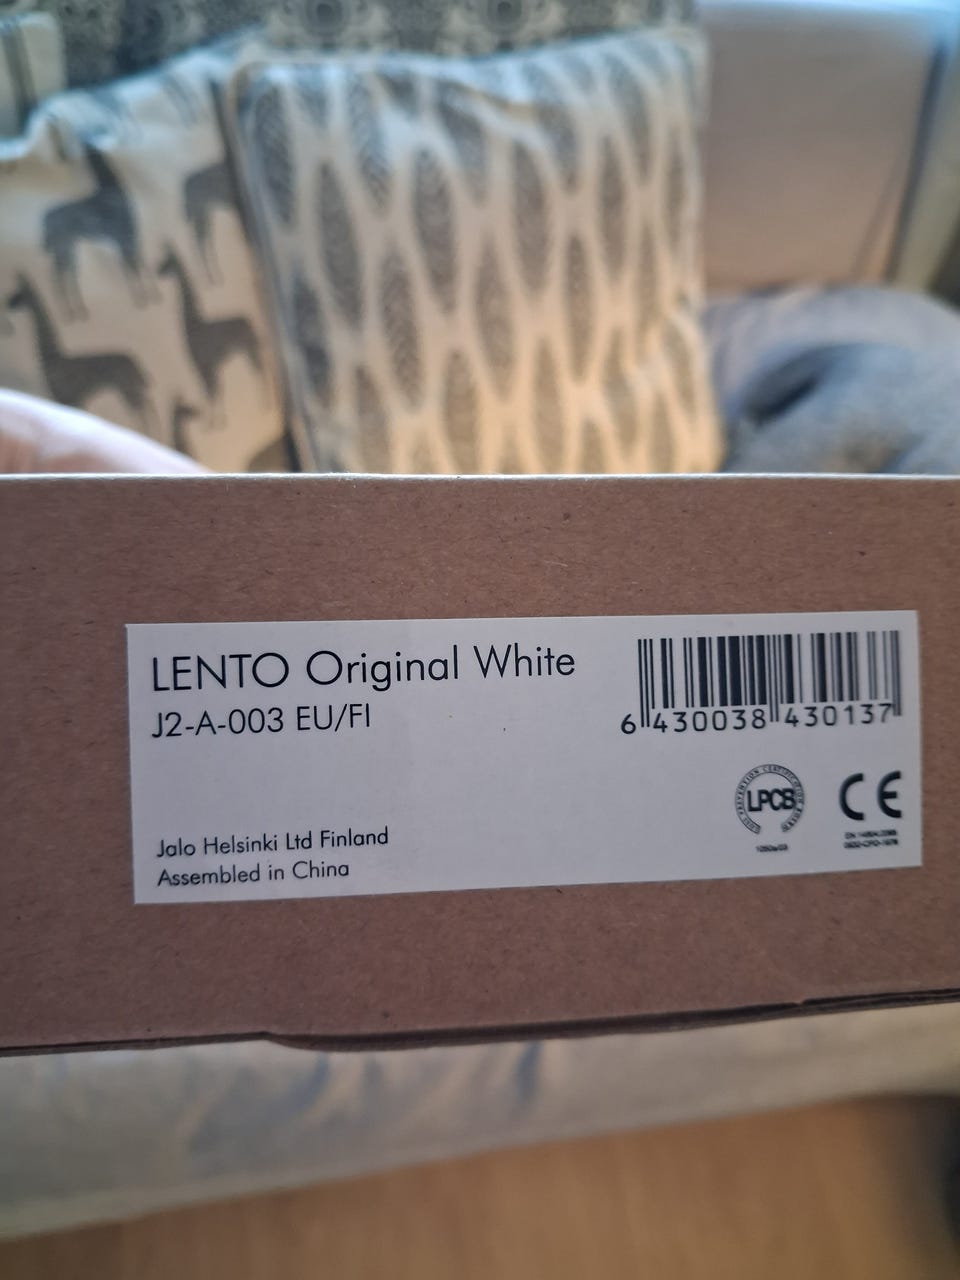 LENTO Original White
J2-A-003 EU/FI
6 430038 430137
LPCB
CE
Jalo Helsinki Ltd Finland
Assembled in China